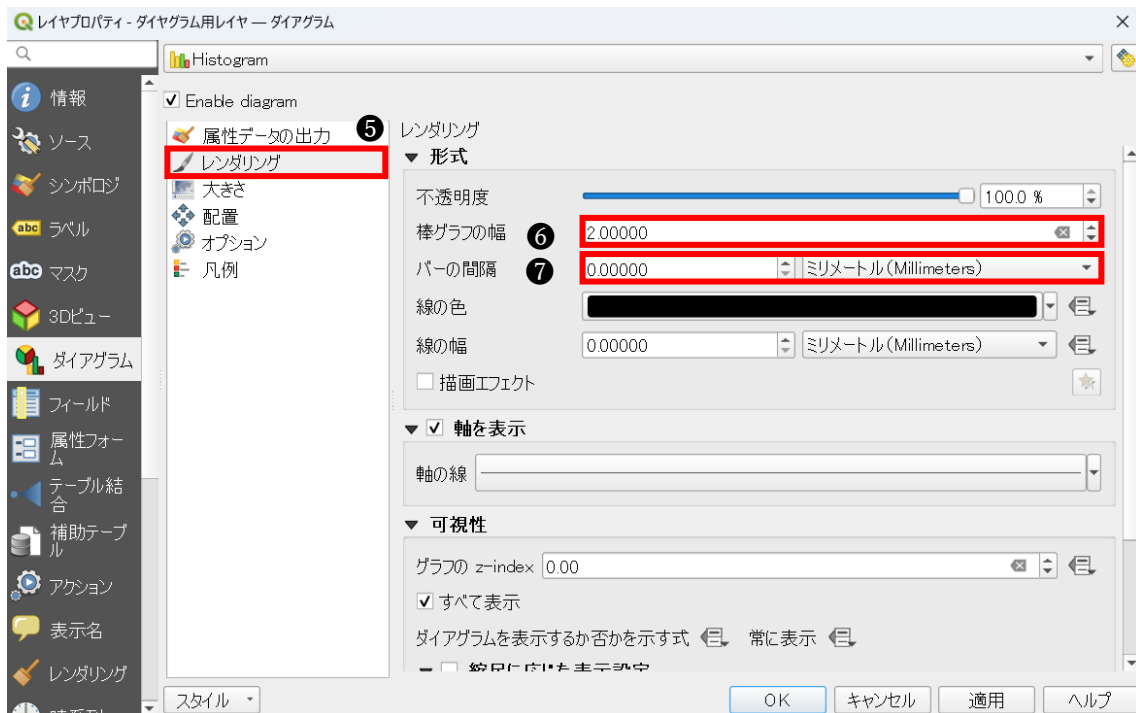 レイヤプロパティ - ダイヤグラム用レイヤ — ダイアグラム
Histogram
情報
ソース
シンボロジ
abc ラベル
abc マスク
3Dビュー
ダイアグラム
フィールド
属性フォー
ム
テーブル結
合
補助テーブ
ル
アクション
表示名
レンダリング
Enable diagram
属性データの出力
❺
レンダリング
大きさ
配置
オプション
凡例
レンダリング
形式
不透明度 100.0 %
棒グラフの幅 ❻ 2.00000
バーの間隔 ❼ 0.00000 ミリメートル(Millimeters)
線の色
線の幅 0.00000 ミリメートル(Millimeters)
描画エフェクト
軸を表示
軸の線
可視性
グラフの z-index 0.00
すべて表示
ダイアグラムを表示するか否かを示す式 常に表示
スタイル
OK キャンセル 適用 ヘルプ